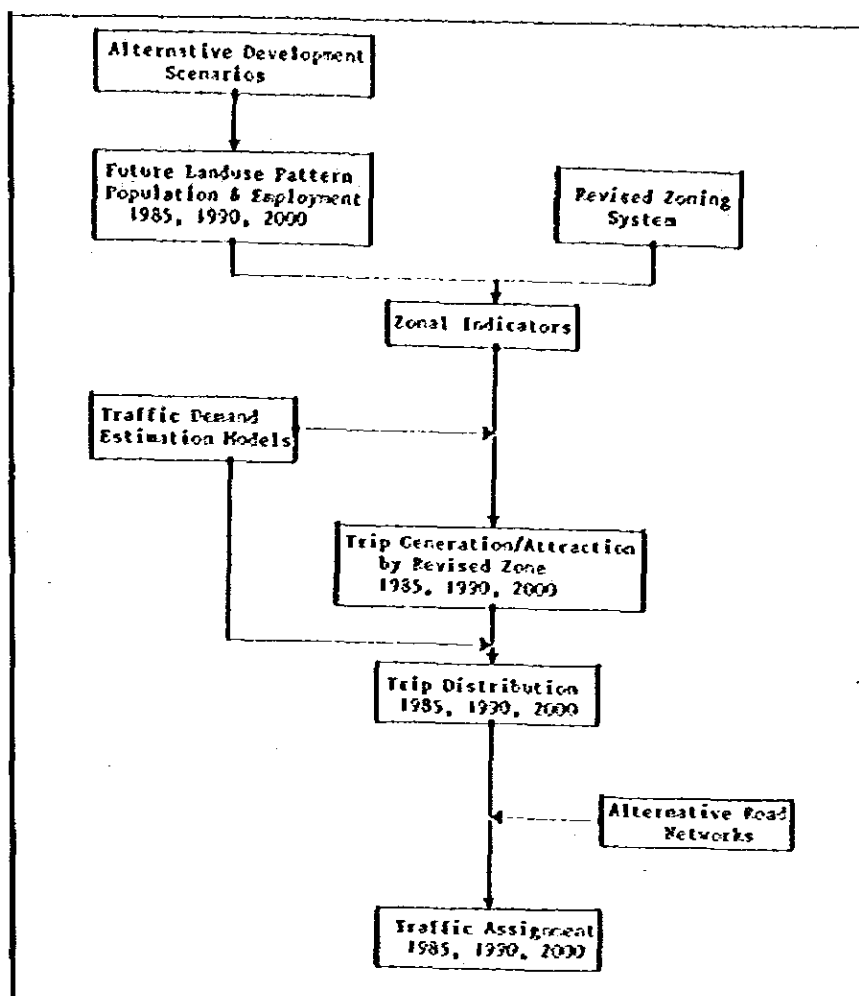 Alternative Development
Scenarios
Future Landuse Pattern
Population & Employment
1985, 1990, 2000
Revised Zoning
System
Zonal Indicators
Traffic Demand
Estimation Models
Trip Generation/Attraction
by Revised Zone
1985, 1990, 2000
Trip Distribution
1985, 1990, 2000
Alternative Road
Networks
Traffic Assignment
1985, 1990, 2000